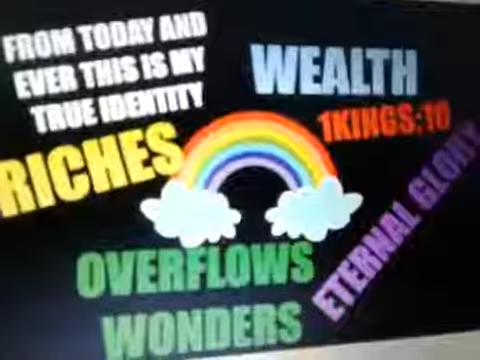 FROM TODAY AND
EVER THIS IS MY
TRUE IDENTITY
WEALTH
1KINGS:10
RICHES
ETERNAL GLORY
OVERFLOWS
WONDERS